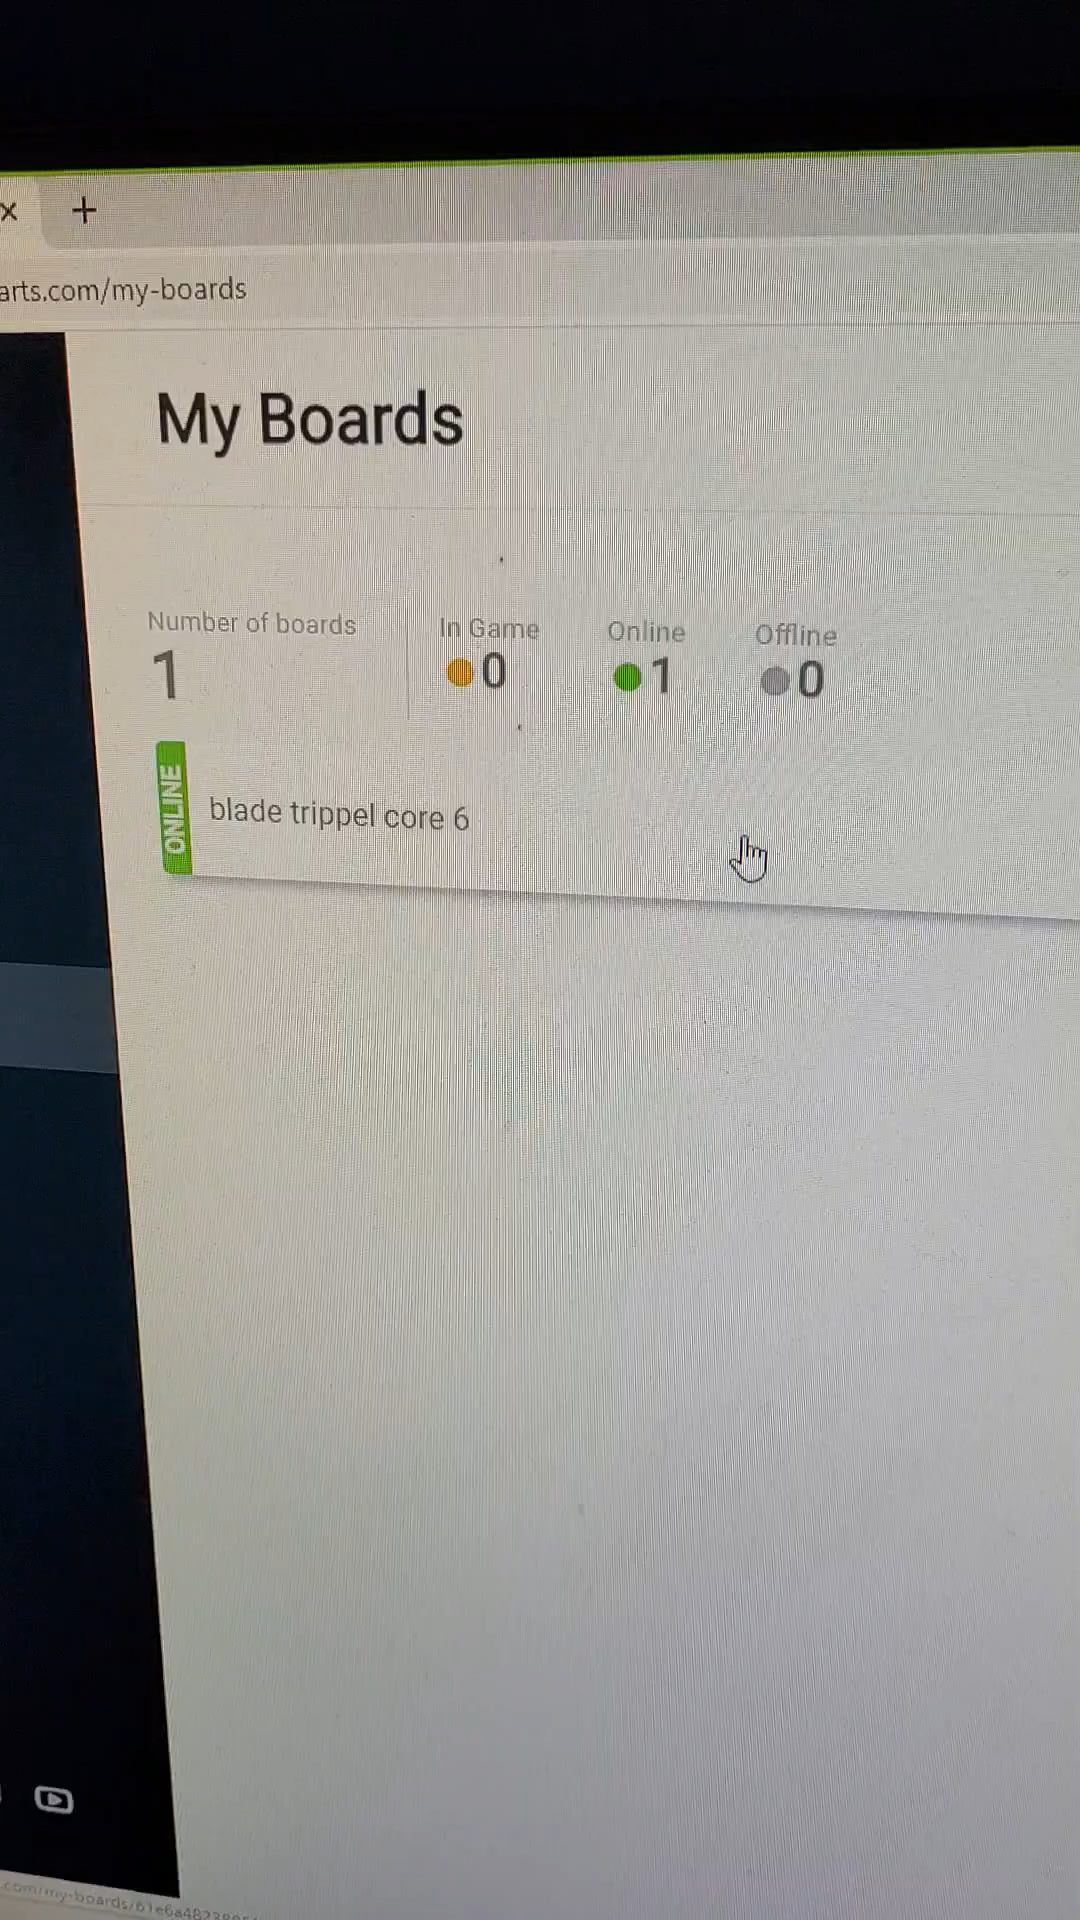 arts.com/my-boards
My Boards
Number of boards
In Game
Online
Offline
1
0
1
0
ONLINE
blade trippel core 6